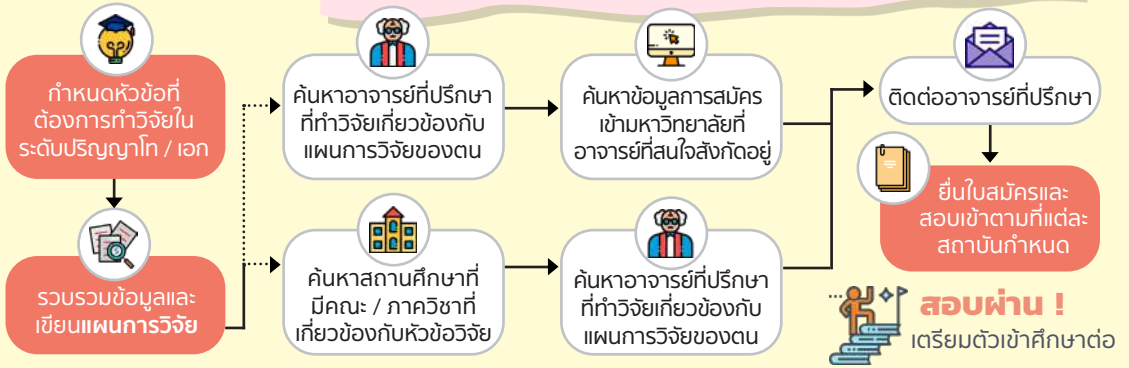 กำหนดหัวข้อที่
ต้องการทำวิจัยใน
ระดับปริญญาโท / เอก
รวบรวมข้อมูลและ
เขียนแผนการวิจัย
ค้นหาอาจารย์ที่ปรึกษา
ที่ทำวิจัยเกี่ยวข้องกับ
แผนการวิจัยของตน
ค้นหาข้อมูลการสมัคร
เข้ามหาวิทยาลัยที่
อาจารย์ที่สนใจสังกัดอยู่
ค้นหาสถานศึกษาที่
มีคณะ / ภาควิชาที่
เกี่ยวข้องกับหัวข้อวิจัย
ค้นหาอาจารย์ที่ปรึกษา
ที่ทำวิจัยเกี่ยวข้องกับ
แผนการวิจัยของตน
ติดต่ออาจารย์ที่ปรึกษา
ยื่นใบสมัครและ
สอบเข้าตามที่แต่ละ
สถาบันกำหนด
สอบผ่าน !
เตรียมตัวเข้าศึกษาต่อ